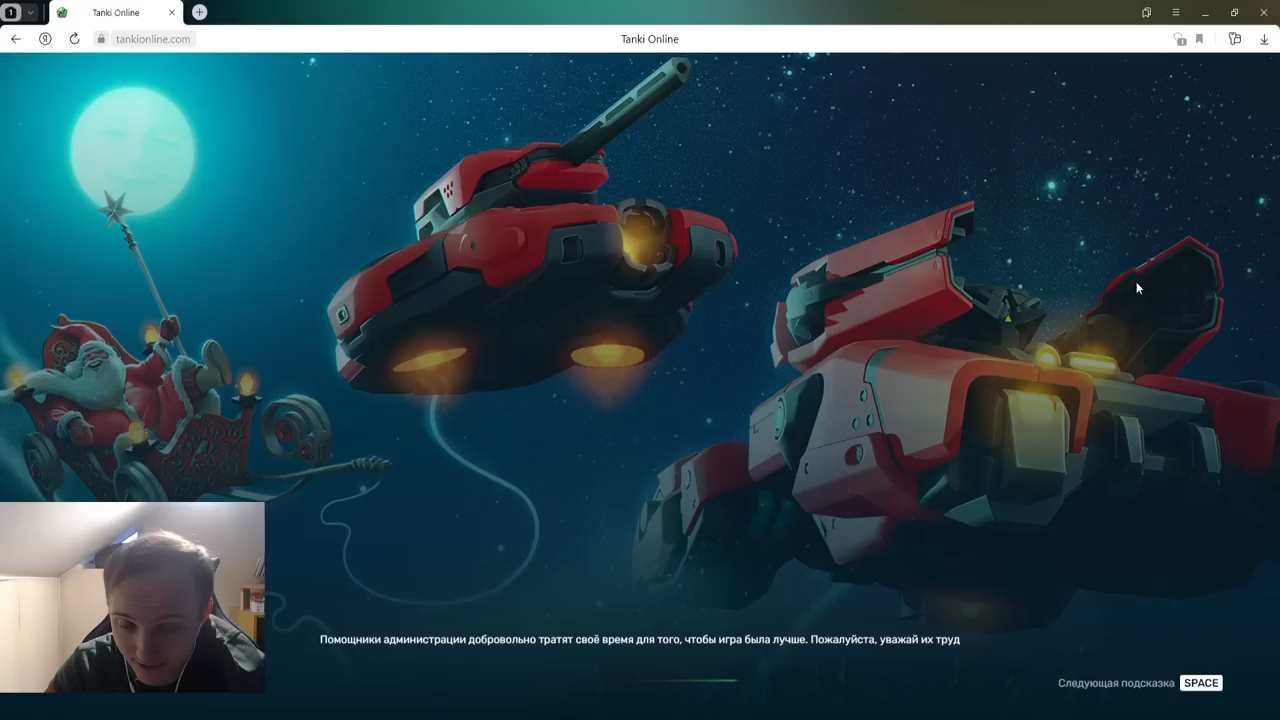 1
Tanki Online
tankionline.com
Tanki Online
Помощники администрации добровольно тратят своё время для того, чтобы игра была лучше. Пожалуйста, уважай их труд
Следующая подсказка SPACE